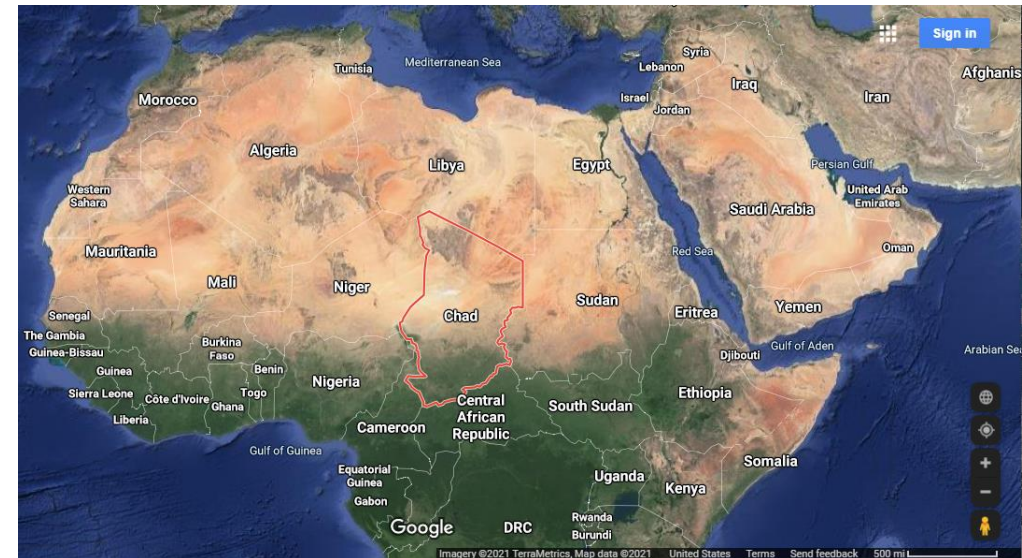 Sign in
Syria
Mediterranean Sea
Tunisia
Lebanon
Afghanis
Iraq
Iran
Morocco
Israel
Jordan
Algeria
Libya
Egypt
Persian Gulf
Western
Sahara
United Arab
Emirates
Saudi Arabia
Mauritania
Red Sea
Oman
Mali
Niger
Sudan
Chad
Eritrea
Yemen
Senegal
The Gambia
Guinea-Bissau
Burkina
Faso
Gulf of Aden
Djibouti
Arabian Sea
Guinea
Benin
Nigeria
Sierra Leone
Côte d'Ivoire
Togo
Ghana
Ethiopia
Central
African
Republic
South Sudan
Liberia
Cameroon
Gulf of Guinea
Somalia
Equatorial
Guinea
Uganda
Kenya
Gabon
Google
DRC
Rwanda
Burundi
Imagery ©2021 TerraMetrics, Map data ©2021 United States Terms Send feedback 500 mi